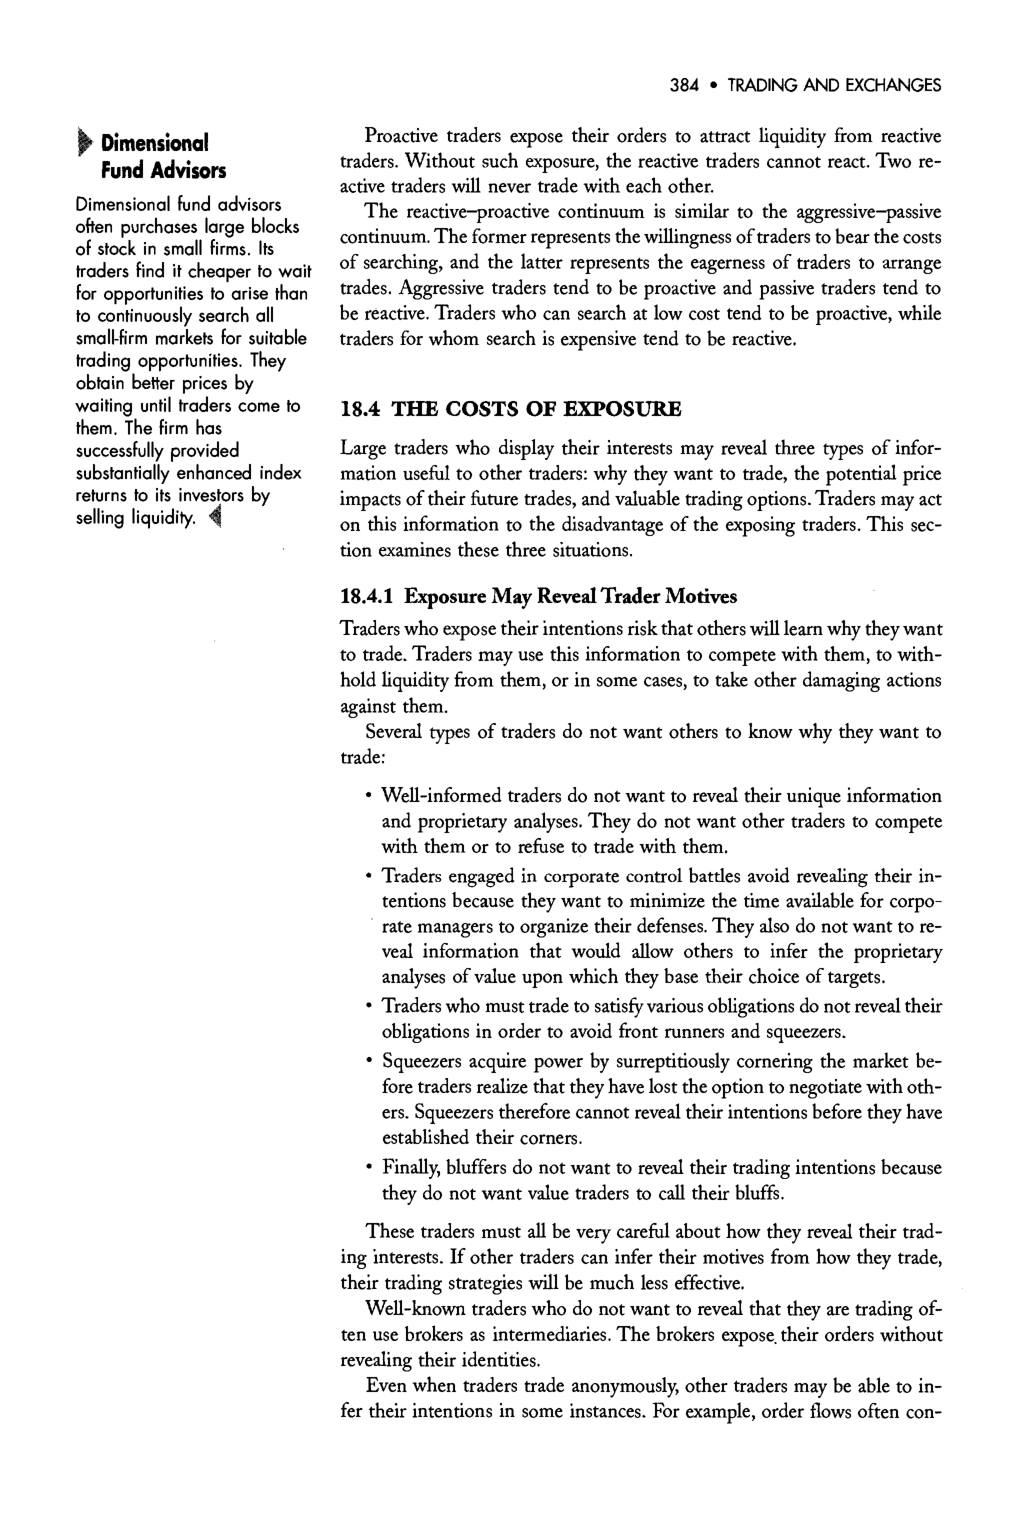 384 • TRADING AND EXCHANGES
Dimensional
Fund Advisors
Dimensional fund advisors
often purchases large blocks
of stock in small firms. Its
traders find it cheaper to wait
for opportunities to arise than
to continuously search all
small-firm markets for suitable
trading opportunities. They
obtain better prices by
waiting until traders come to
them. The firm has
successfully provided
substantially enhanced index
returns to its investors by
selling liquidity.
Proactive traders expose their orders to attract liquidity from reactive
traders. Without such exposure, the reactive traders cannot react. Two re-
active traders will never trade with each other.
The reactive–proactive continuum is similar to the aggressive–passive
continuum. The former represents the willingness of traders to bear the costs
of searching, and the latter represents the eagerness of traders to arrange
trades. Aggressive traders tend to be proactive and passive traders tend to
be reactive. Traders who can search at low cost tend to be proactive, while
traders for whom search is expensive tend to be reactive.
18.4 THE COSTS OF EXPOSURE
Large traders who display their interests may reveal three types of infor-
mation useful to other traders: why they want to trade, the potential price
impacts of their future trades, and valuable trading options. Traders may act
on this information to the disadvantage of the exposing traders. This sec-
tion examines these three situations.
18.4.1 Exposure May Reveal Trader Motives
Traders who expose their intentions risk that others will learn why they want
to trade. Traders may use this information to compete with them, to with-
hold liquidity from them, or in some cases, to take other damaging actions
against them.
Several types of traders do not want others to know why they want to
trade:
• Well-informed traders do not want to reveal their unique information
and proprietary analyses. They do not want other traders to compete
with them or to refuse to trade with them.
• Traders engaged in corporate control battles avoid revealing their in-
tentions because they want to minimize the time available for corpo-
rate managers to organize their defenses. They also do not want to re-
veal information that would allow others to infer the proprietary
analyses of value upon which they base their choice of targets.
• Traders who must trade to satisfy various obligations do not reveal their
obligations in order to avoid front runners and squeezers.
• Squeezers acquire power by surreptitiously cornering the market be-
fore traders realize that they have lost the option to negotiate with oth-
ers. Squeezers therefore cannot reveal their intentions before they have
established their corners.
• Finally, bluffers do not want to reveal their trading intentions because
they do not want value traders to call their bluffs.
These traders must all be very careful about how they reveal their trad-
ing interests. If other traders can infer their motives from how they trade,
their trading strategies will be much less effective.
Well-known traders who do not want to reveal that they are trading of-
ten use brokers as intermediaries. The brokers expose their orders without
revealing their identities.
Even when traders trade anonymously, other traders may be able to in-
fer their intentions in some instances. For example, order flows often con-